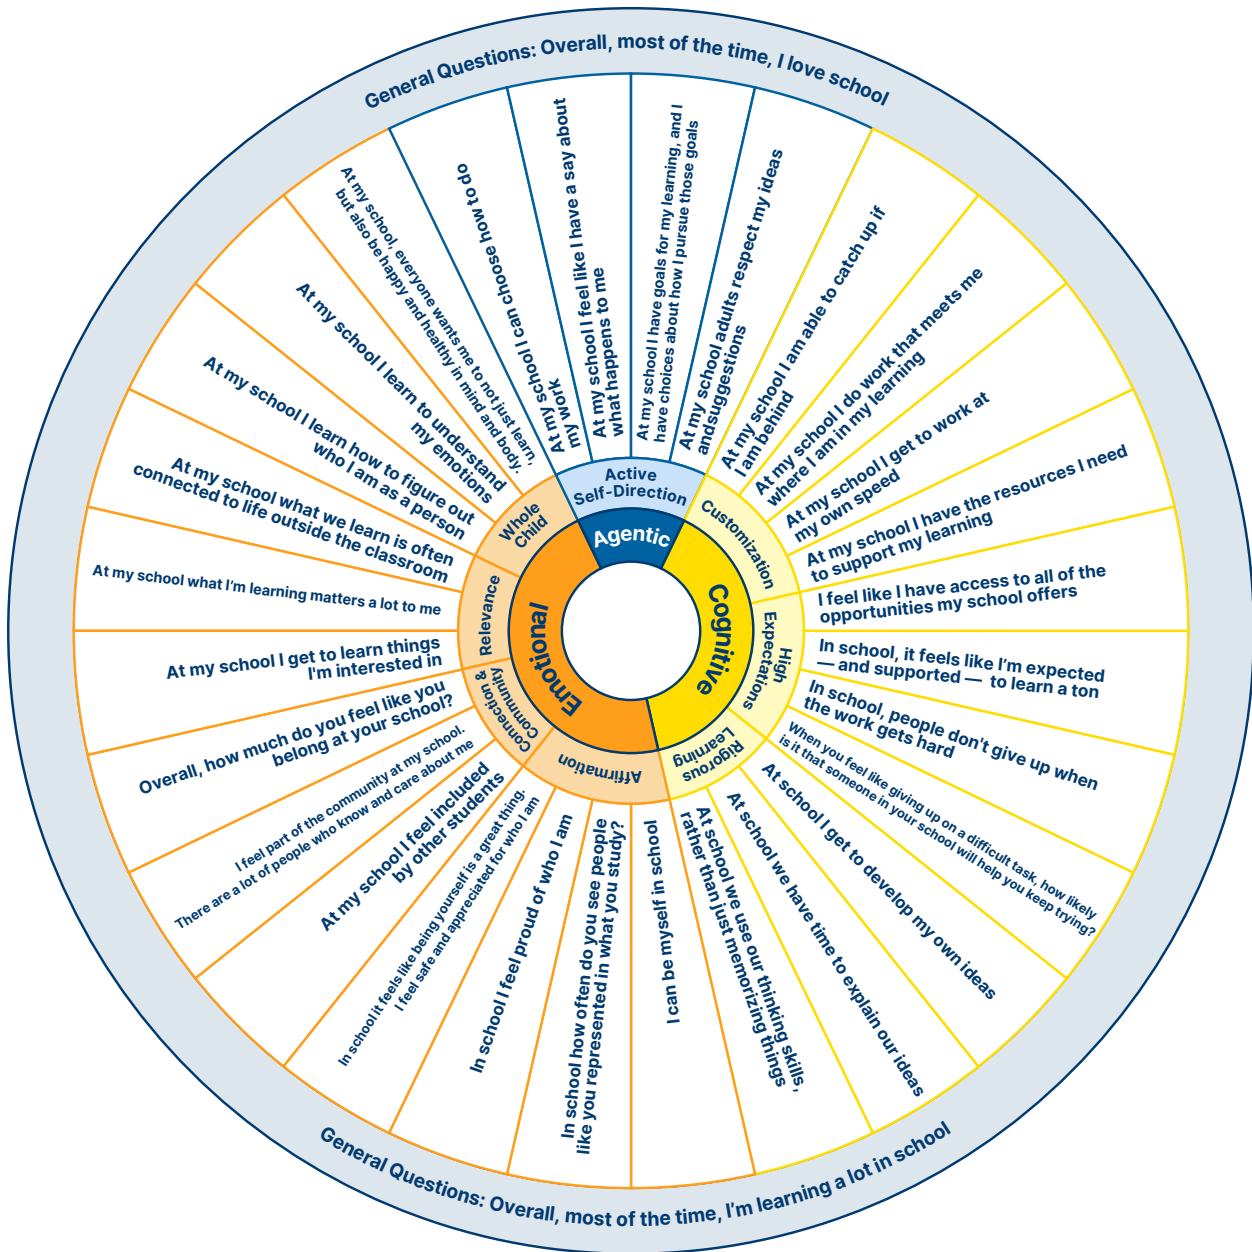 General Questions: Overall, most of the time, I love school
Agentic
Active
Self-Direction
At my school I can choose how to do
my work
At my school I feel like I have a say about
what happens to me
At my school I have goals for my learning, and I
have choices about how I pursue those goals
At my school adults respect my ideas
and suggestions
Cognitive
Customization
At my school I am able to catch up if
I am behind
At my school I do work that meets me
where I am in my learning
At my school I get to work at
my own speed
At my school I have the resources I need
to support my learning
High
Expectations
I feel like I have access to all of the
opportunities my school offers
In school, it feels like I'm expected
— and supported — to learn a ton
In school, people don't give up when
the work gets hard
When you feel like giving up on a difficult task, how likely
is it that someone in your school will help you keep trying?
Rigorous
Learning
At school I get to develop my own ideas
At school we have time to explain our ideas
At school we use our thinking skills,
rather than just memorizing things
Emotional
Affirmation
I can be myself in school
In school how often do you see people
like you represented in what you study?
In school I feel proud of who I am
In school it feels like being yourself is a great thing.
I feel safe and appreciated for who I am
Connection &
Community
At my school I feel included
by other students
I feel part of the community at my school.
There are a lot of people who know and care about me
Overall, how much do you feel like you
belong at your school?
Relevance
At my school I get to learn things
I'm interested in
At my school what I'm learning matters a lot to me
At my school what we learn is often
connected to life outside the classroom
Whole
Child
At my school I learn how to figure out
who I am as a person
At my school I learn to understand
my emotions
At my school, everyone wants me to not just learn,
but also be happy and healthy in mind and body.
General Questions: Overall, most of the time, I'm learning a lot in school